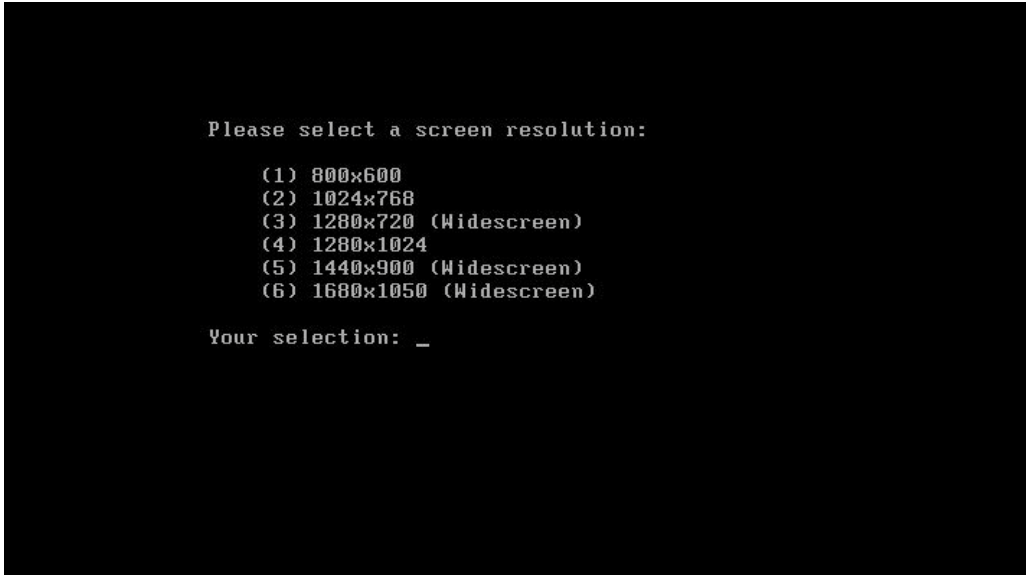 Please select a screen resolution:
(1) 800x600
(2) 1024x768
(3) 1280x720 (Widescreen)
(4) 1280x1024
(5) 1440x900 (Widescreen)
(6) 1680x1050 (Widescreen)
Your selection: _